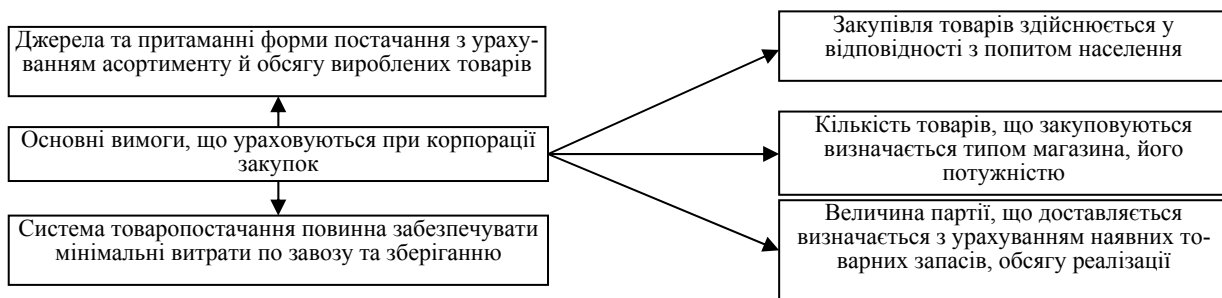 Джерела та притаманні форми постачання з ураху-
ванням асортименту й обсягу вироблених товарів
Основні вимоги, що ураховуються при корпорації
закупок
Система товаропостачання повинна забезпечувати
мінімальні витрати по завозу та зберіганню
Закупівля товарів здійснюється у
відповідності з попитом населення
Кількість товарів, що закуповуються
визначається типом магазина, його
потужністю
Величина партії, що доставляється
визначається з урахуванням наявних то-
варних запасів, обсягу реалізації